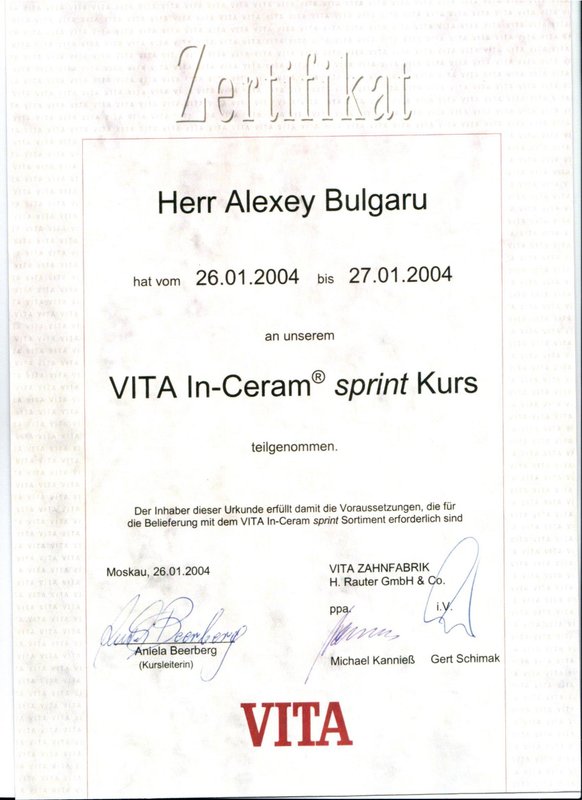 Zertifikat
Herr Alexey Bulgaru
hat vom 26.01.2004 bis 27.01.2004
an unserem
VITA In-Ceram® sprint Kurs
teilgenommen.
Der Inhaber dieser Urkunde erfüllt damit die Voraussetzungen, die für
die Belieferung mit dem VITA In-Ceram sprint Sortiment erforderlich sind
Moskau, 26.01.2004
VITA ZAHNFABRIK
H. Rauter GmbH & Co.
ppa. i.V.
Aniela Beerberg
(Kursleiterin)
Michael Kannieß Gert Schimak
VITA